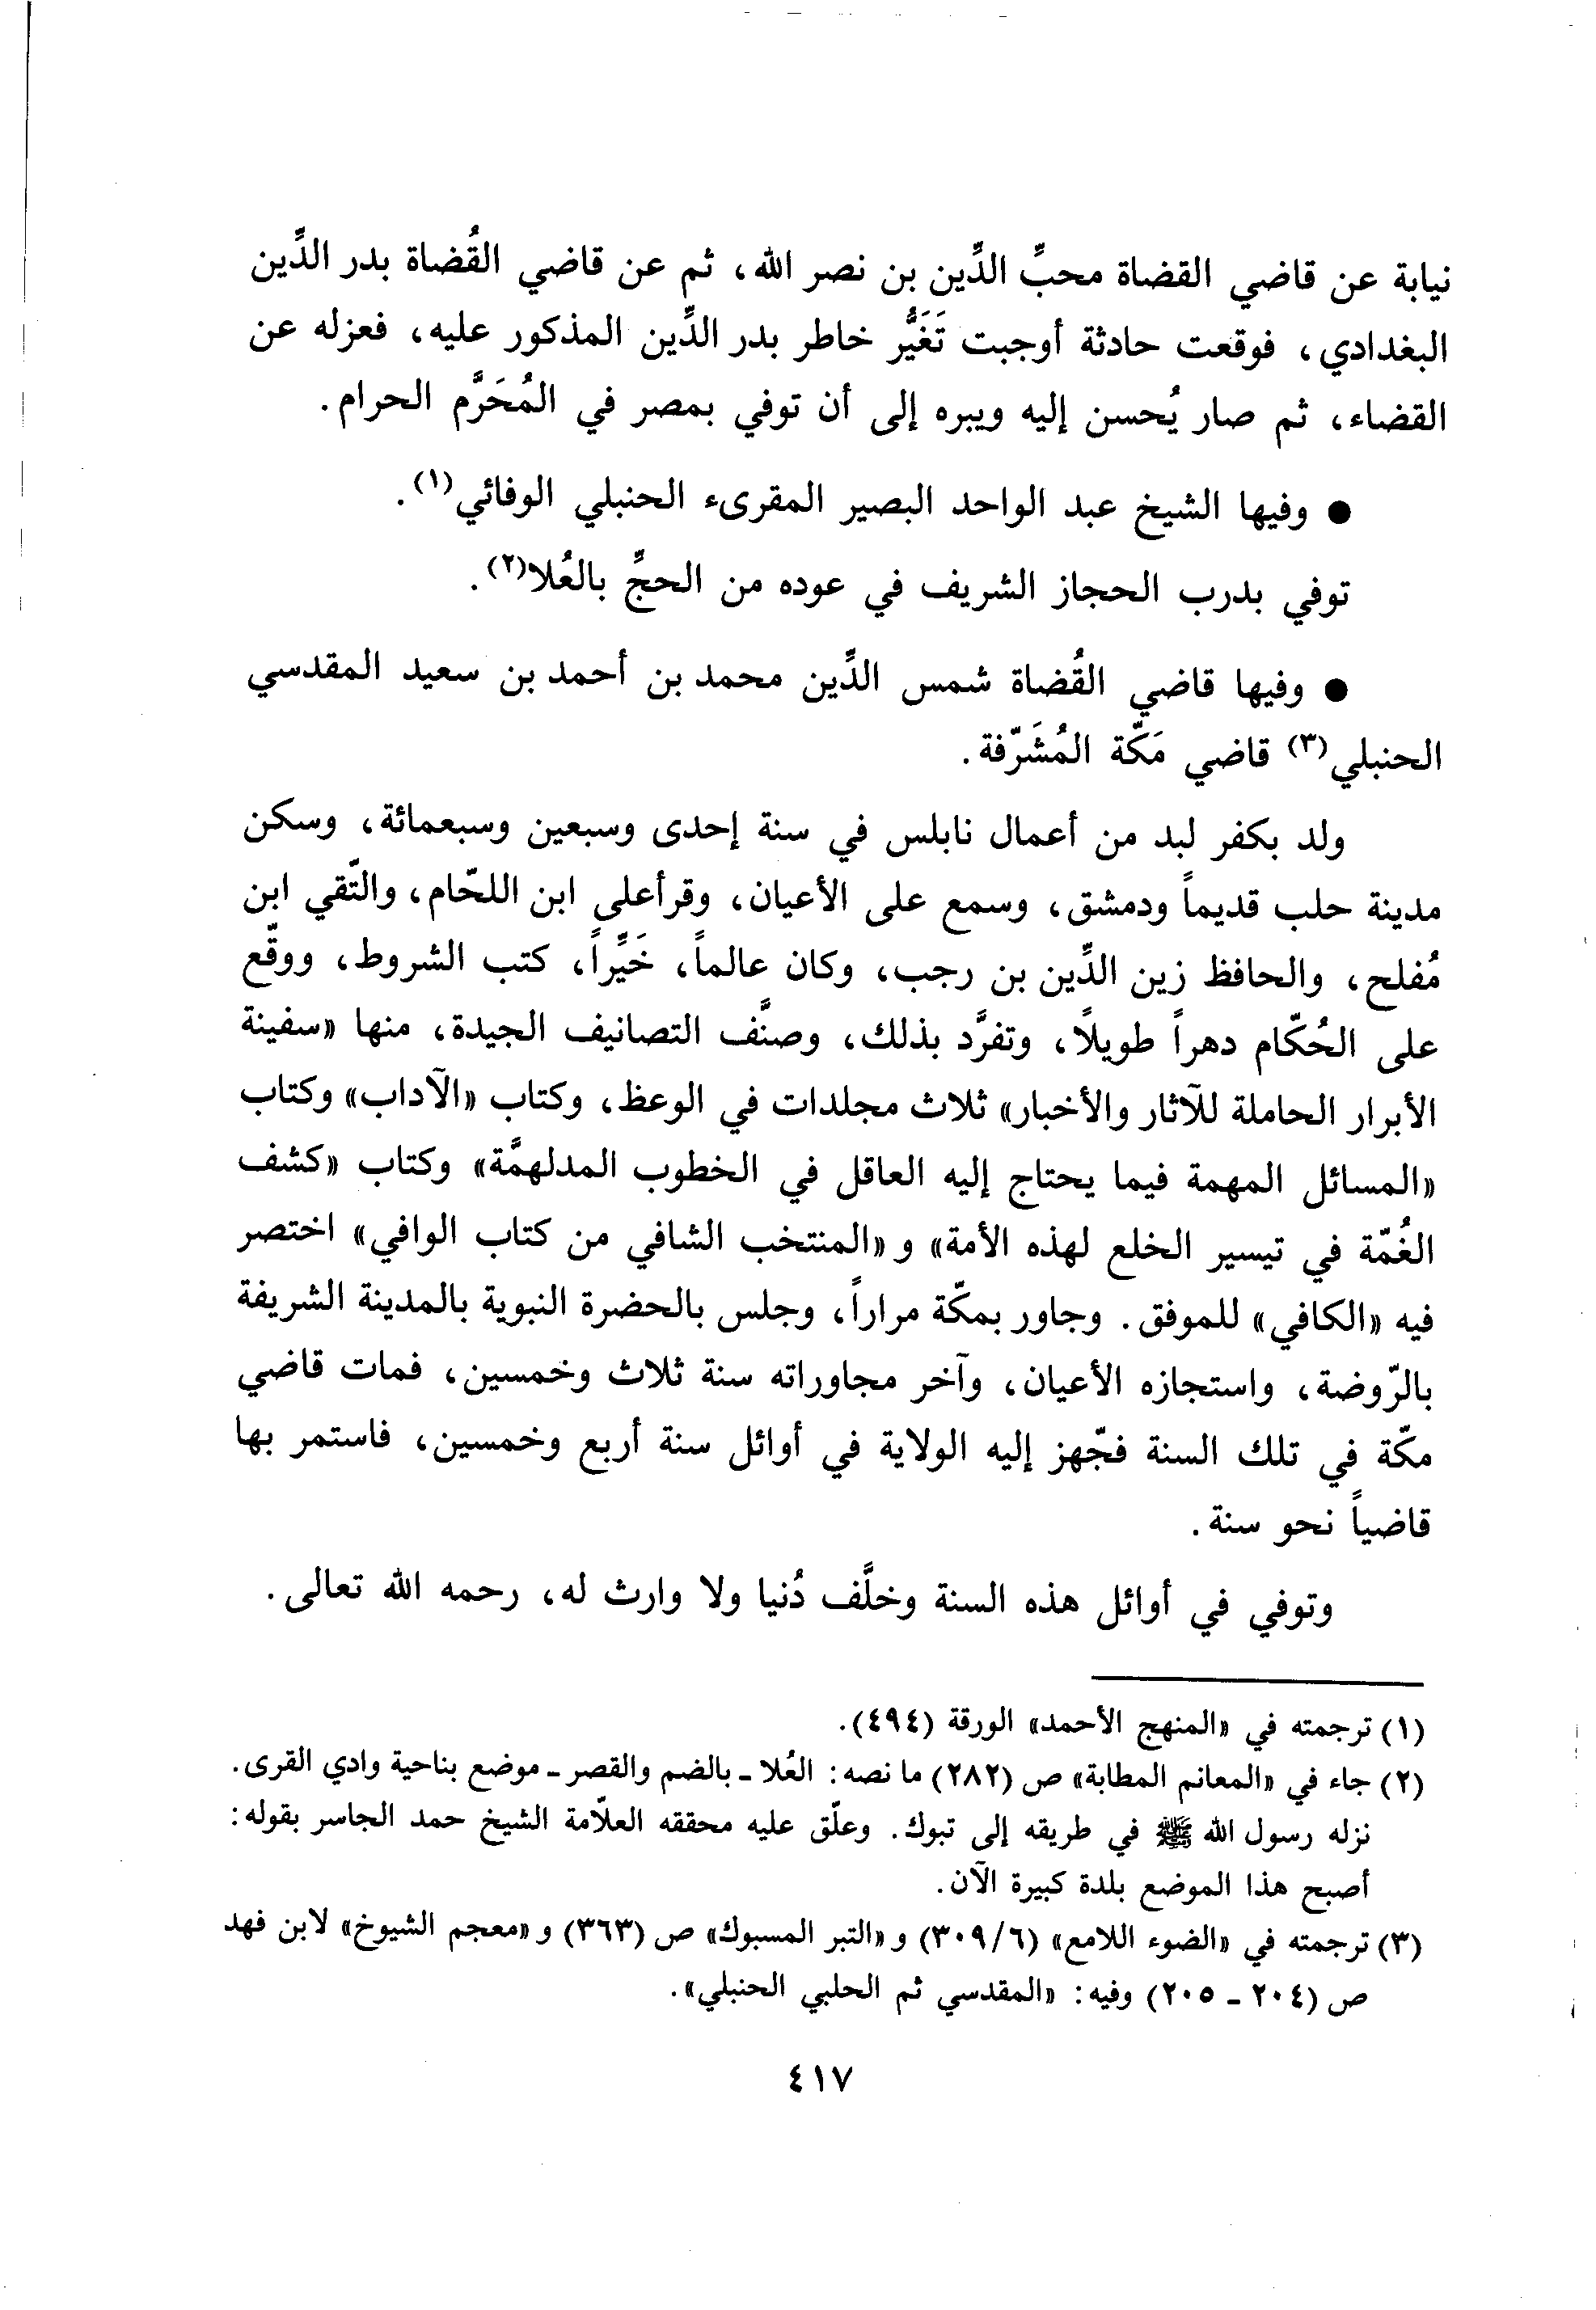 نيابة عن قاضي القضاة محبِّ الدِّين بن نصر الله، ثم عن قاضي القُضاة بدر الدِّين
البغدادي، فوقعت حادثة أوجبت تَغَيُّر خاطر بدر الدِّين المذكور عليه، فعزله عن
القضاء، ثم صار يُحسن إليه ويبره إلى أن توفي بمصر في المُحَرَّم الحرام.
● وفيها الشيخ عبد الواحد البصير المقرىء الحنبلي الوفائي(١).
توفي بدرب الحجاز الشريف في عوده من الحجِّ بالعُلا(٢).
● وفيها قاضي القُضاة شمس الدِّين محمد بن أحمد بن سعيد المقدسي
الحنبلي(٣) قاضي مَكّة المُشَرّفة.
ولد بكفر لبد من أعمال نابلس في سنة إحدى وسبعين وسبعمائة، وسكن
مدينة حلب قديماً ودمشق، وسمع على الأعيان، وقرأعلى ابن اللحّام، والتّقي ابن
مُفلح، والحافظ زين الدِّين بن رجب، وكان عالماً، خَيِّراً، كتب الشروط، ووقّع
على الحُكّام دهراً طويلاً، وتفرَّد بذلك، وصنَّف التصانيف الجيدة، منها «سفينة
الأبرار الحاملة للآثار والأخبار» ثلاث مجلدات في الوعظ، وكتاب «الآداب» وكتاب
«المسائل المهمة فيما يحتاج إليه العاقل في الخطوب المدلهمَّة» وكتاب «كشف
الغُمّة في تيسير الخلع لهذه الأمة» و «المنتخب الشافي من كتاب الوافي» اختصر
فيه «الكافي» للموفق. وجاور بمكّة مراراً، وجلس بالحضرة النبوية بالمدينة الشريفة
بالرّوضة، واستجازه الأعيان، وآخر مجاوراته سنة ثلاث وخمسين، فمات قاضي
مكّة في تلك السنة فجّهز إليه الولاية في أوائل سنة أربع وخمسين، فاستمر بها
قاضياً نحو سنة.
وتوفي في أوائل هذه السنة وخلَّف دُنيا ولا وارث له، رحمه الله تعالى.
(١) ترجمته في «المنهج الأحمد» الورقة (٤٩٤).
(٢) جاء في «المعانم المطابة» ص (٢٨٢) ما نصه: العُلا ـ بالضم والقصر ـ موضع بناحية وادي القرى.
نزله رسول الله ﷺ في طريقه إلى تبوك. وعلّق عليه محققه العلاّمة الشيخ حمد الجاسر بقوله:
أصبح هذا الموضع بلدة كبيرة الآن.
(٣) ترجمته في «الضوء اللامع» (٣٠٩/٦) و «التبر المسبوك» ص (٣٦٣) و «معجم الشيوخ» لابن فهد
ص (٢٠٤ ـ ٢٠٥) وفيه: «المقدسي ثم الحلبي الحنبلي».
٤١٧